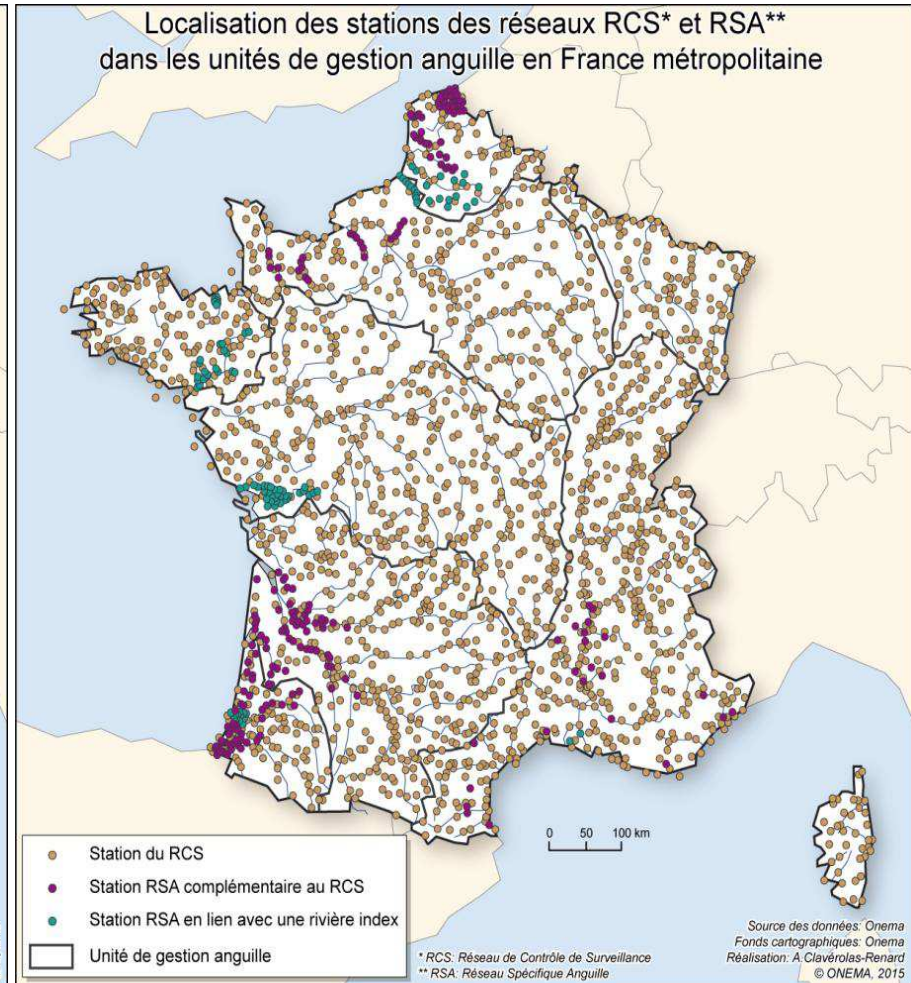 Localisation des stations des réseaux RCS* et RSA**
dans les unités de gestion anguille en France métropolitaine
0 50 100 km
Station du RCS
Station RSA complémentaire au RCS
Station RSA en lien avec une rivière index
Unité de gestion anguille
* RCS: Réseau de Contrôle de Surveillance
** RSA: Réseau Spécifique Anguille
Source des données: Onema
Fonds cartographiques: Onema
Réalisation: A.Clavérolas-Renard
© ONEMA, 2015